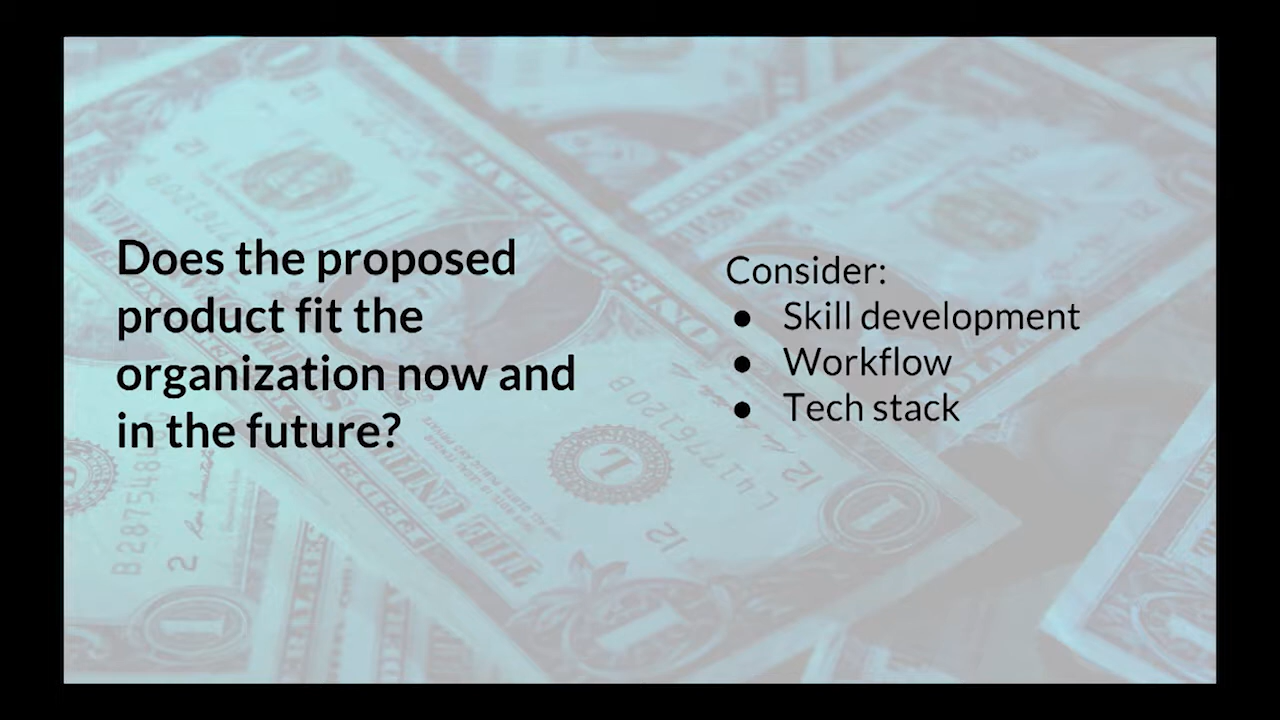 Does the proposed
product fit the
organization now and
in the future?
Consider:
● Skill development
● Workflow
● Tech stack